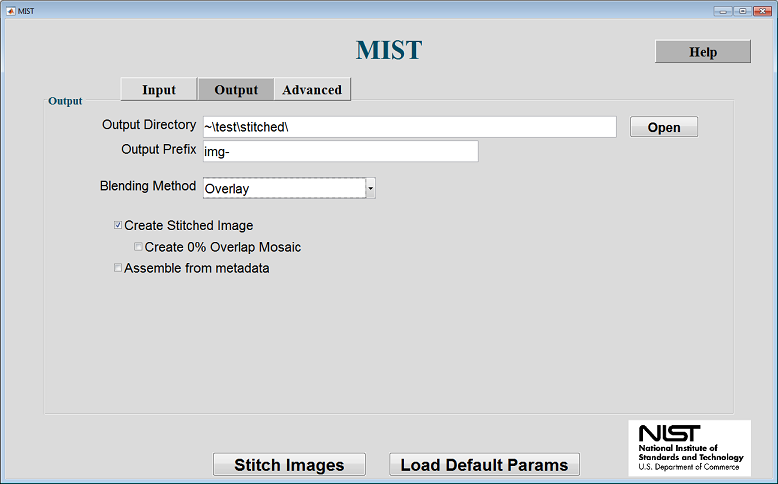 MIST
MIST
Help
Input Output Advanced
Output
Output Directory ~\test\stitched\ Open
Output Prefix img-
Blending Method Overlay
Create Stitched Image
Create 0% Overlap Mosaic
Assemble from metadata
NIST
National Institute of
Standards and Technology
U.S. Department of Commerce
Stitch Images Load Default Params